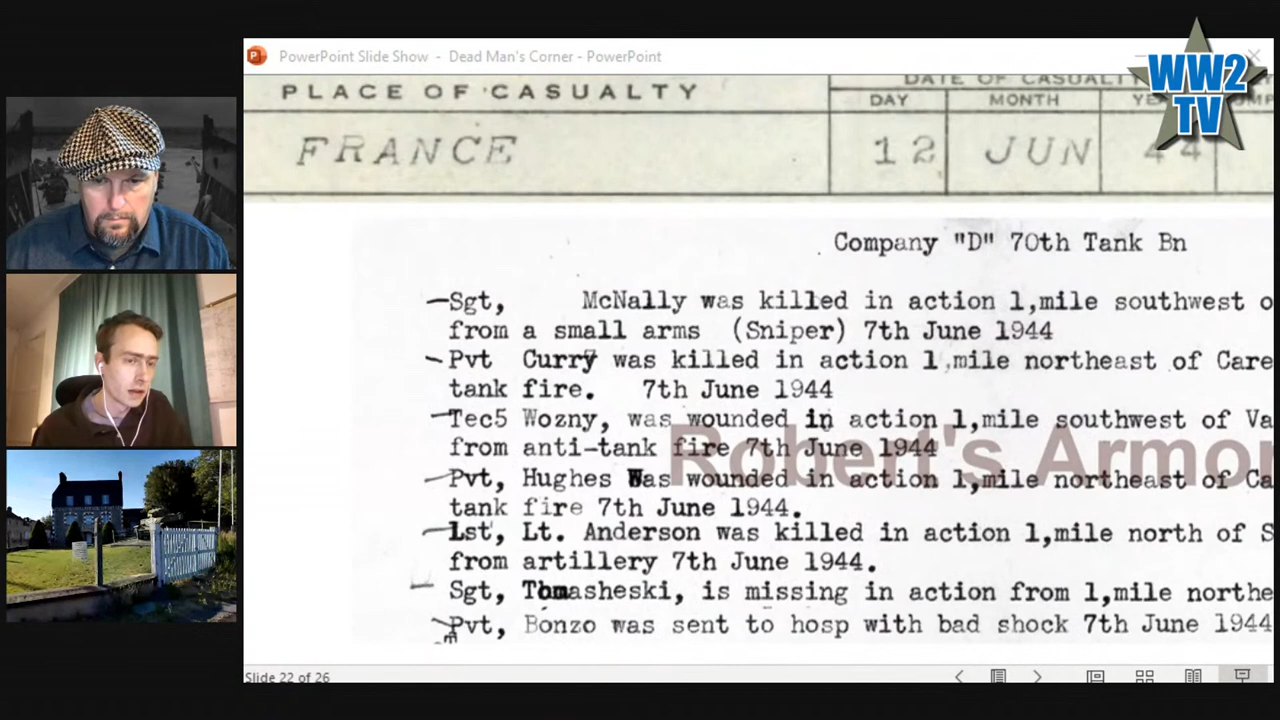 PowerPoint Slide Show - Dead Man's Corner - PowerPoint
WW2
TV
PLACE OF CASUALTY
DATE OF CASUALT
DAY MONTH YE
FRANCE 12 JUN 44
Company "D" 70th Tank Bn
Sgt, McNally was killed in action 1,mile southwest o
from a small arms (Sniper) 7th June 1944
Pvt Curry was killed in action 1,mile northeast of Care
tank fire. 7th June 1944
Tec5 Wozny, was wounded in action 1,mile southwest of Va
from anti-tank fire 7th June 1944
Robert's Armor
Pvt, Hughes Was wounded in action 1,mile northeast of Ca
tank fire 7th June 1944.
Lst, Lt. Anderson was killed in action 1,mile north of S
from artillery 7th June 1944.
Sgt, Tomasheski, is missing in action from 1,mile northe
Pvt, Bonzo was sent to hosp with bad shock 7th June 1944
Slide 22 of 26